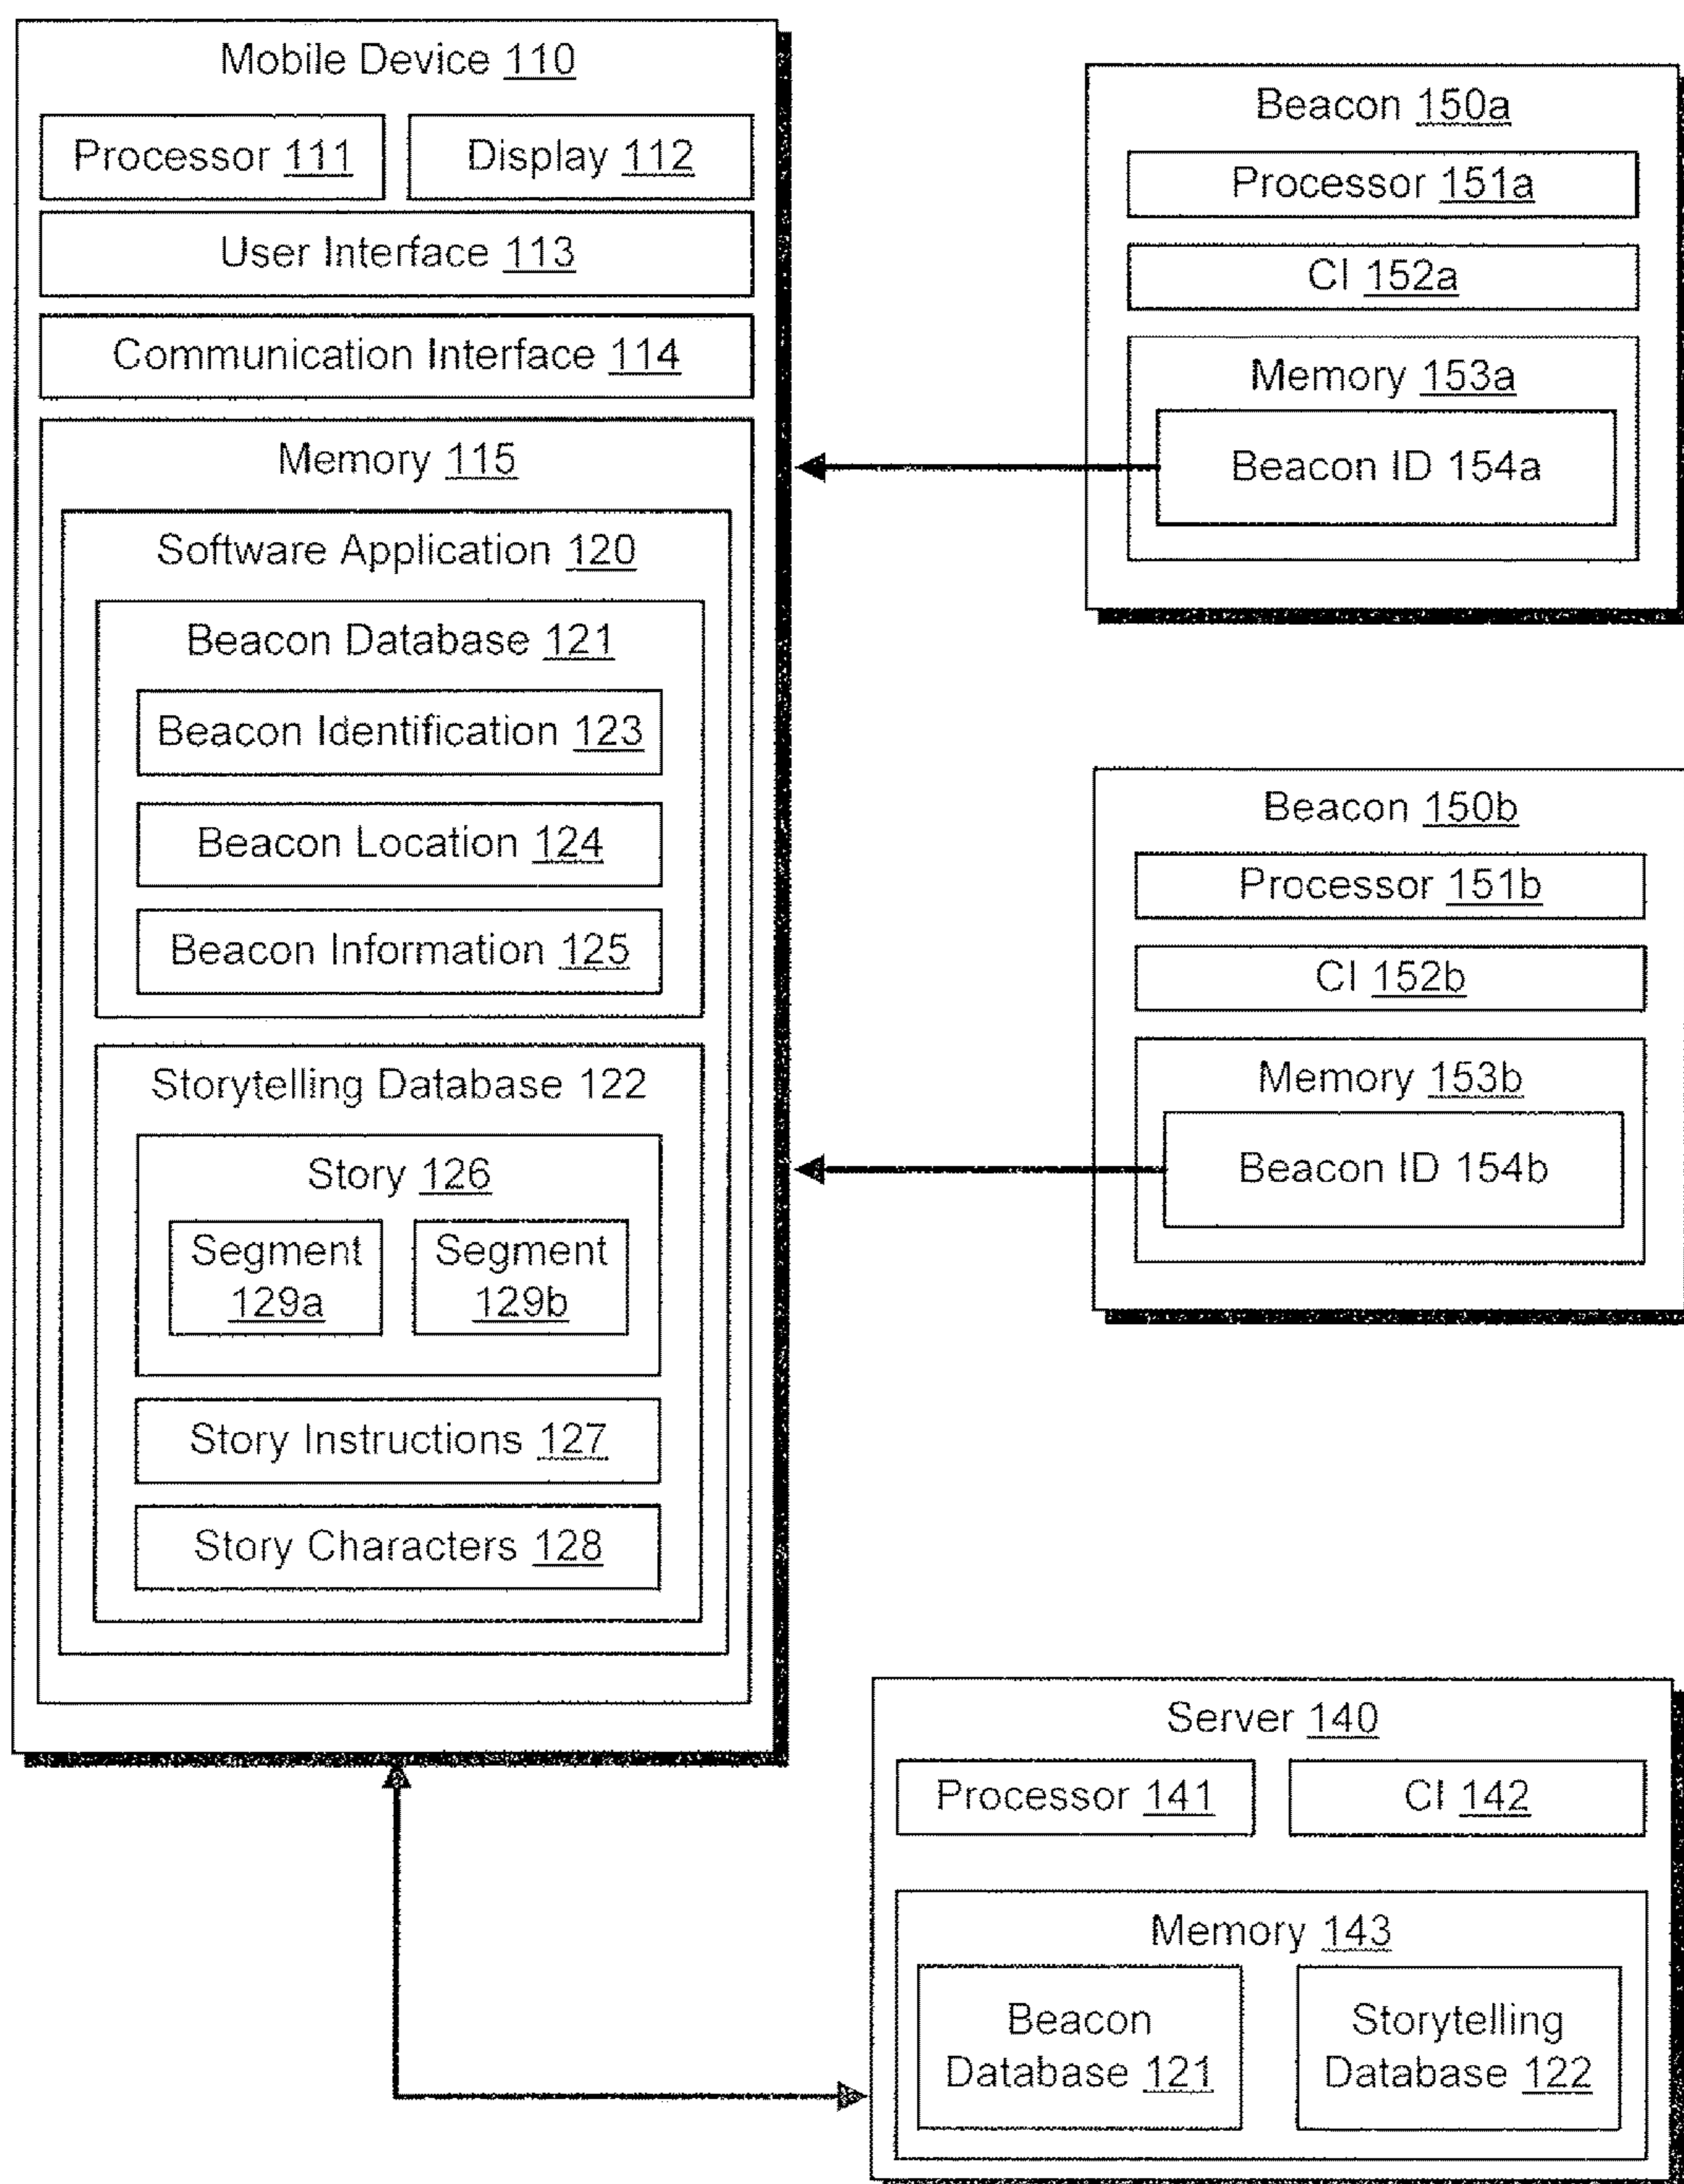 Mobile Device 110
Processor 111
Display 112
User Interface 113
Communication Interface 114
Memory 115
Software Application 120
Beacon Database 121
Beacon Identification 123
Beacon Location 124
Beacon Information 125
Storytelling Database 122
Story 126
Segment
129a
Segment
129b
Story Instructions 127
Story Characters 128
Beacon 150a
Processor 151a
CI 152a
Memory 153a
Beacon ID 154a
Beacon 150b
Processor 151b
CI 152b
Memory 153b
Beacon ID 154b
Server 140
Processor 141
CI 142
Memory 143
Beacon
Database 121
Storytelling
Database 122